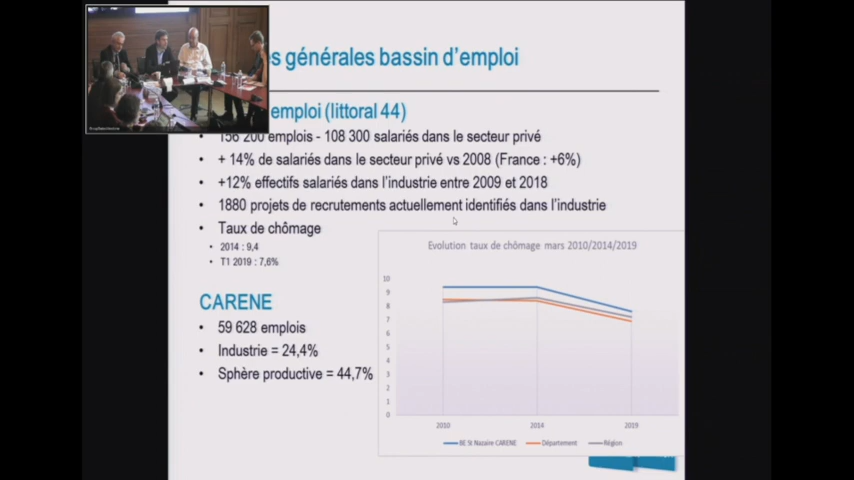 s générales bassin d'emploi
emploi (littoral 44)
• 156 200 emplois - 108 300 salariés dans le secteur privé
• + 14% de salariés dans le secteur privé vs 2008 (France : +6%)
• +12% effectifs salariés dans l'industrie entre 2009 et 2018
• 1880 projets de recrutements actuellement identifiés dans l'industrie
• Taux de chômage
• 2014 : 9,4
• T1 2019 : 7,6%
CARENE
• 59 628 emplois
• Industrie = 24,4%
• Sphère productive = 44,7%
Evolution taux de chômage mars 2010/2014/2019
10
9
8
7
6
5
4
3
2
1
0
2010 2014 2019
BE St Nazaire CARENE Département Région